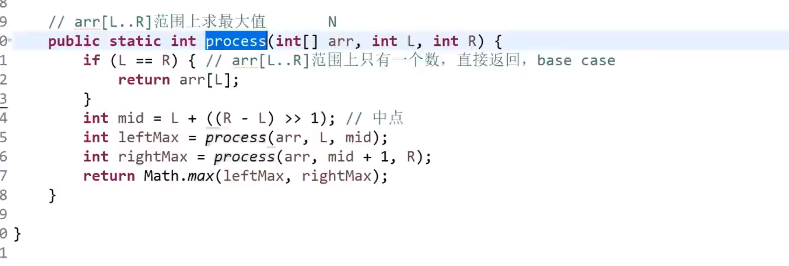 8
9 // arr[L..R]范围上求最大值 N
0 public static int process(int[] arr, int L, int R) {
1 if (L == R) { // arr[L..R]范围上只有一个数，直接返回，base case
2 return arr[L];
3 }
4 int mid = L + ((R - L) >> 1); // 中点
5 int leftMax = process(arr, L, mid);
6 int rightMax = process(arr, mid + 1, R);
7 return Math.max(leftMax, rightMax);
8 }
9
0 }
1